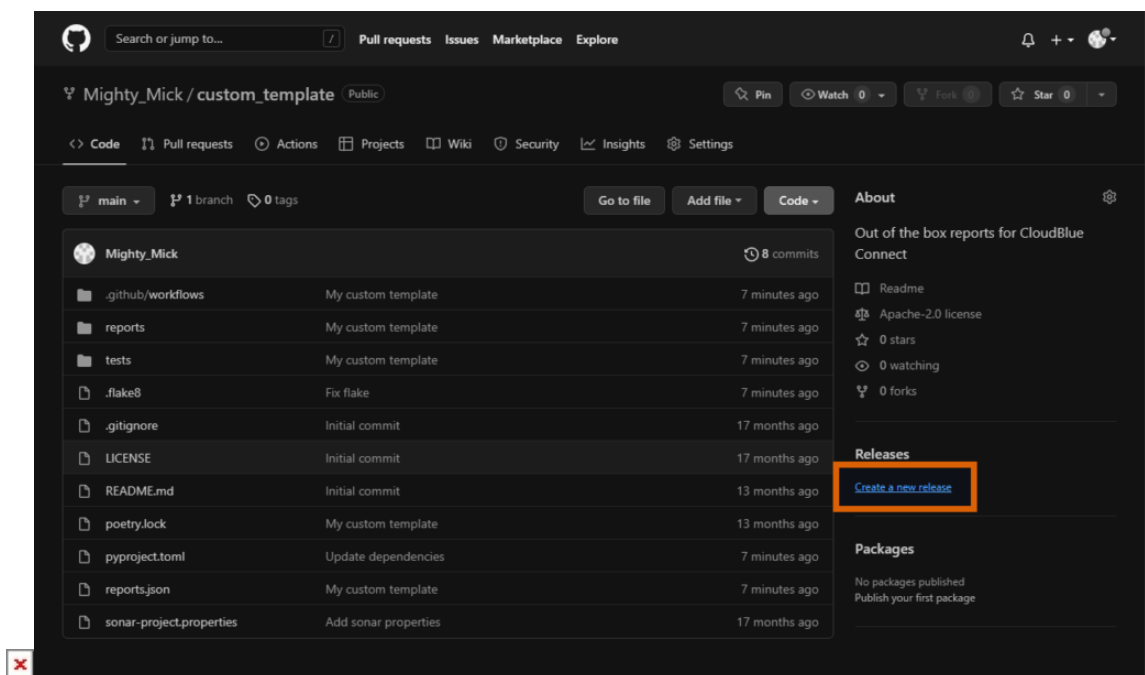 Search or jump to... / Pull requests Issues Marketplace Explore
Mighty_Mick / custom_template Public Pin Watch 0 Fork 0 Star 0
Code Pull requests Actions Projects Wiki Security Insights Settings
main 1 branch 0 tags Go to file Add file Code
Mighty_Mick 8 commits
.github/workflows My custom template 7 minutes ago
reports My custom template 7 minutes ago
tests My custom template 7 minutes ago
.flake8 Fix flake 7 minutes ago
.gitignore Initial commit 17 months ago
LICENSE Initial commit 17 months ago
README.md Initial commit 13 months ago
poetry.lock My custom template 13 months ago
pyproject.toml Update dependencies 7 minutes ago
reports.json My custom template 7 minutes ago
sonar-project.properties Add sonar properties 17 months ago
About
Out of the box reports for CloudBlue
Connect
Readme
Apache-2.0 license
0 stars
0 watching
0 forks
Releases
Create a new release
Packages
No packages published
Publish your first package